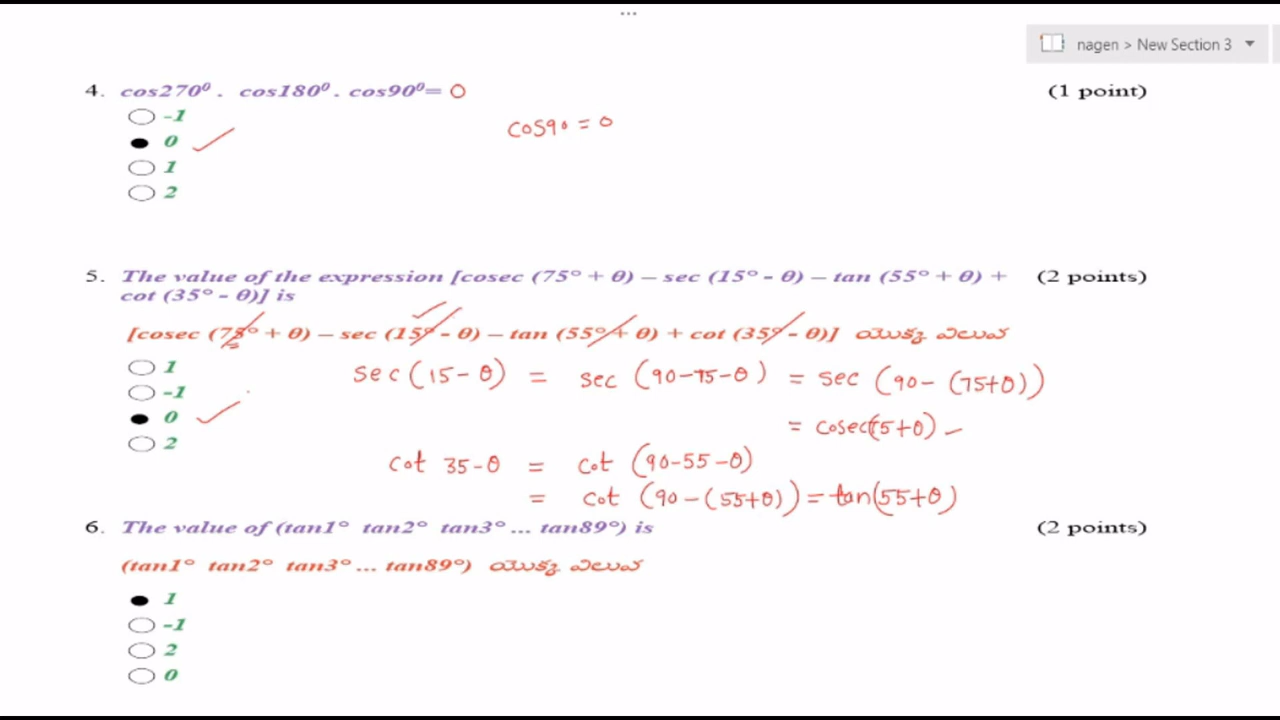 ...
nagen > New Section 3
4. cos270⁰ . cos180⁰ . cos90⁰= 0 (1 point)
-1
cos90 = 0
0
1
2
5. The value of the expression [cosec (75° + θ) – sec (15° - θ) – tan (55° + θ) + (2 points)
cot (35° - θ)] is
[cosec (75° + θ) – sec (15° - θ) – tan (55° + θ) + cot (35° - θ)] యొక్క విలువ
1
sec (15 - θ) = sec (90-75-θ) = sec (90- (75+θ))
-1
0
= cosec(75+θ)
2
cot 35-θ = cot (90-55-θ)
= cot (90-(55+θ)) = tan(55+θ)
6. The value of (tan1° tan2° tan3° ... tan89°) is (2 points)
(tan1° tan2° tan3° ... tan89°) యొక్క విలువ
1
-1
2
0